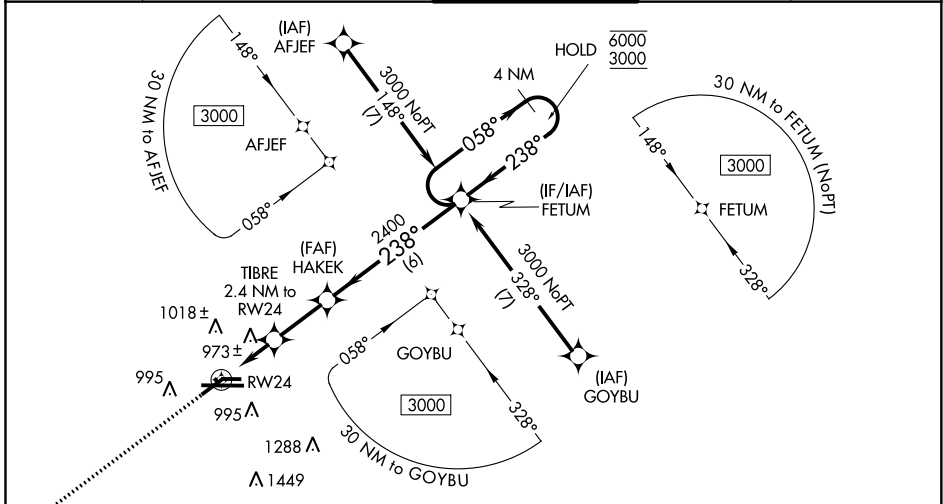 (IAF)
AFJEF
3000 NoPT
148°
(7)
HOLD
6000
3000
4 NM
058°
238°
(IF/IAF)
FETUM
148°
3000
AFJEF
058°
30 NM to AFJEF
30 NM to FETUM (NoPT)
148°
3000
FETUM
328°
2400
238°
(6)
(FAF)
HAKEK
TIBRE
2.4 NM to
RW24
3000 NoPT
328°
(7)
(IAF)
GOYBU
1018±
973±
995
RW24
995
1288
1449
058°
GOYBU
3000
328°
30 NM to GOYBU